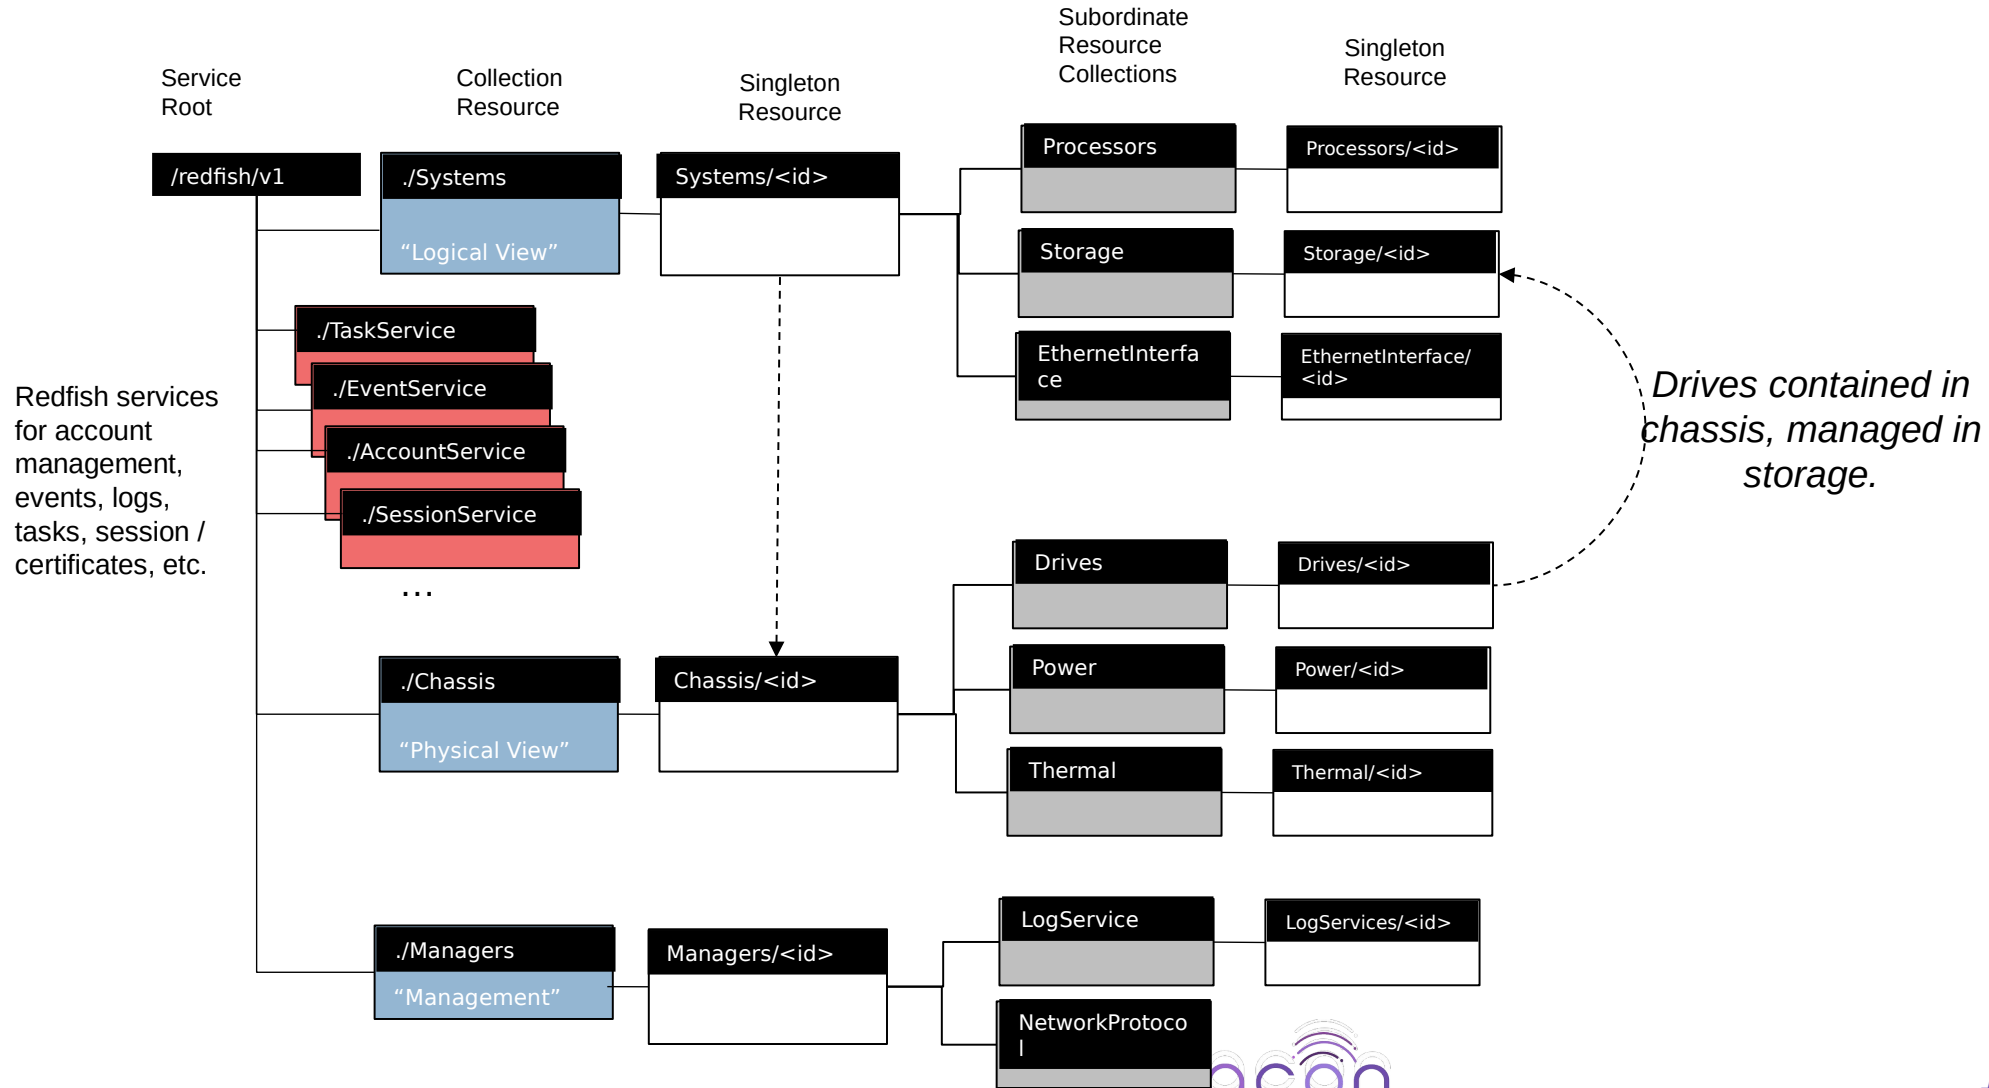 Service
Root
Collection
Resource
Singleton
Resource
Subordinate
Resource
Collections
Singleton
Resource
/redfish/v1
./Systems
“Logical View”
Systems/<id>
Processors
Processors/<id>
Storage
Storage/<id>
EthernetInterfa
ce
EthernetInterface/
<id>
./TaskService
./EventService
./AccountService
./SessionService
...
Redfish services
for account
management,
events, logs,
tasks, session /
certificates, etc.
Drives contained in
chassis, managed in
storage.
./Chassis
“Physical View”
Chassis/<id>
Drives
Drives/<id>
Power
Power/<id>
Thermal
Thermal/<id>
./Managers
“Management”
Managers/<id>
LogService
LogServices/<id>
NetworkProtoco
l